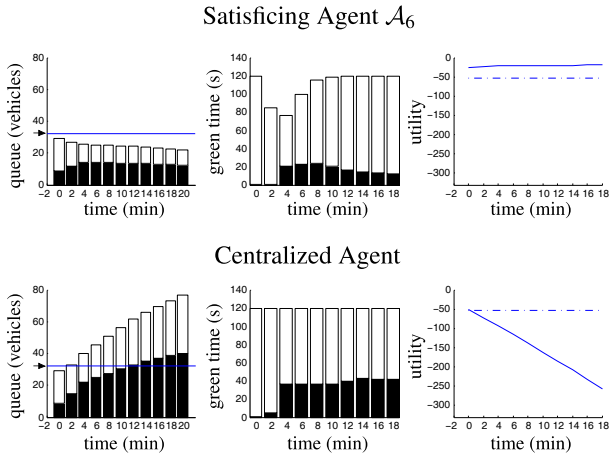 Satisficing Agent 𝒜6
80
60
40
20
0
queue (vehicles)
−2 0 2 4 6 8 10 12 14 16 18 20
time (min)
140
120
100
80
60
40
20
0
green time (s)
0 2 4 6 8 10 12 14 16 18
time (min)
0
−50
−100
−150
−200
−250
−300
utility
−2 0 2 4 6 8 10 12 14 16 18
time (min)
Centralized Agent
80
60
40
20
0
queue (vehicles)
−2 0 2 4 6 8 10 12 14 16 18 20
time (min)
140
120
100
80
60
40
20
0
green time (s)
0 2 4 6 8 10 12 14 16 18
time (min)
0
−50
−100
−150
−200
−250
−300
utility
−2 0 2 4 6 8 10 12 14 16 18
time (min)